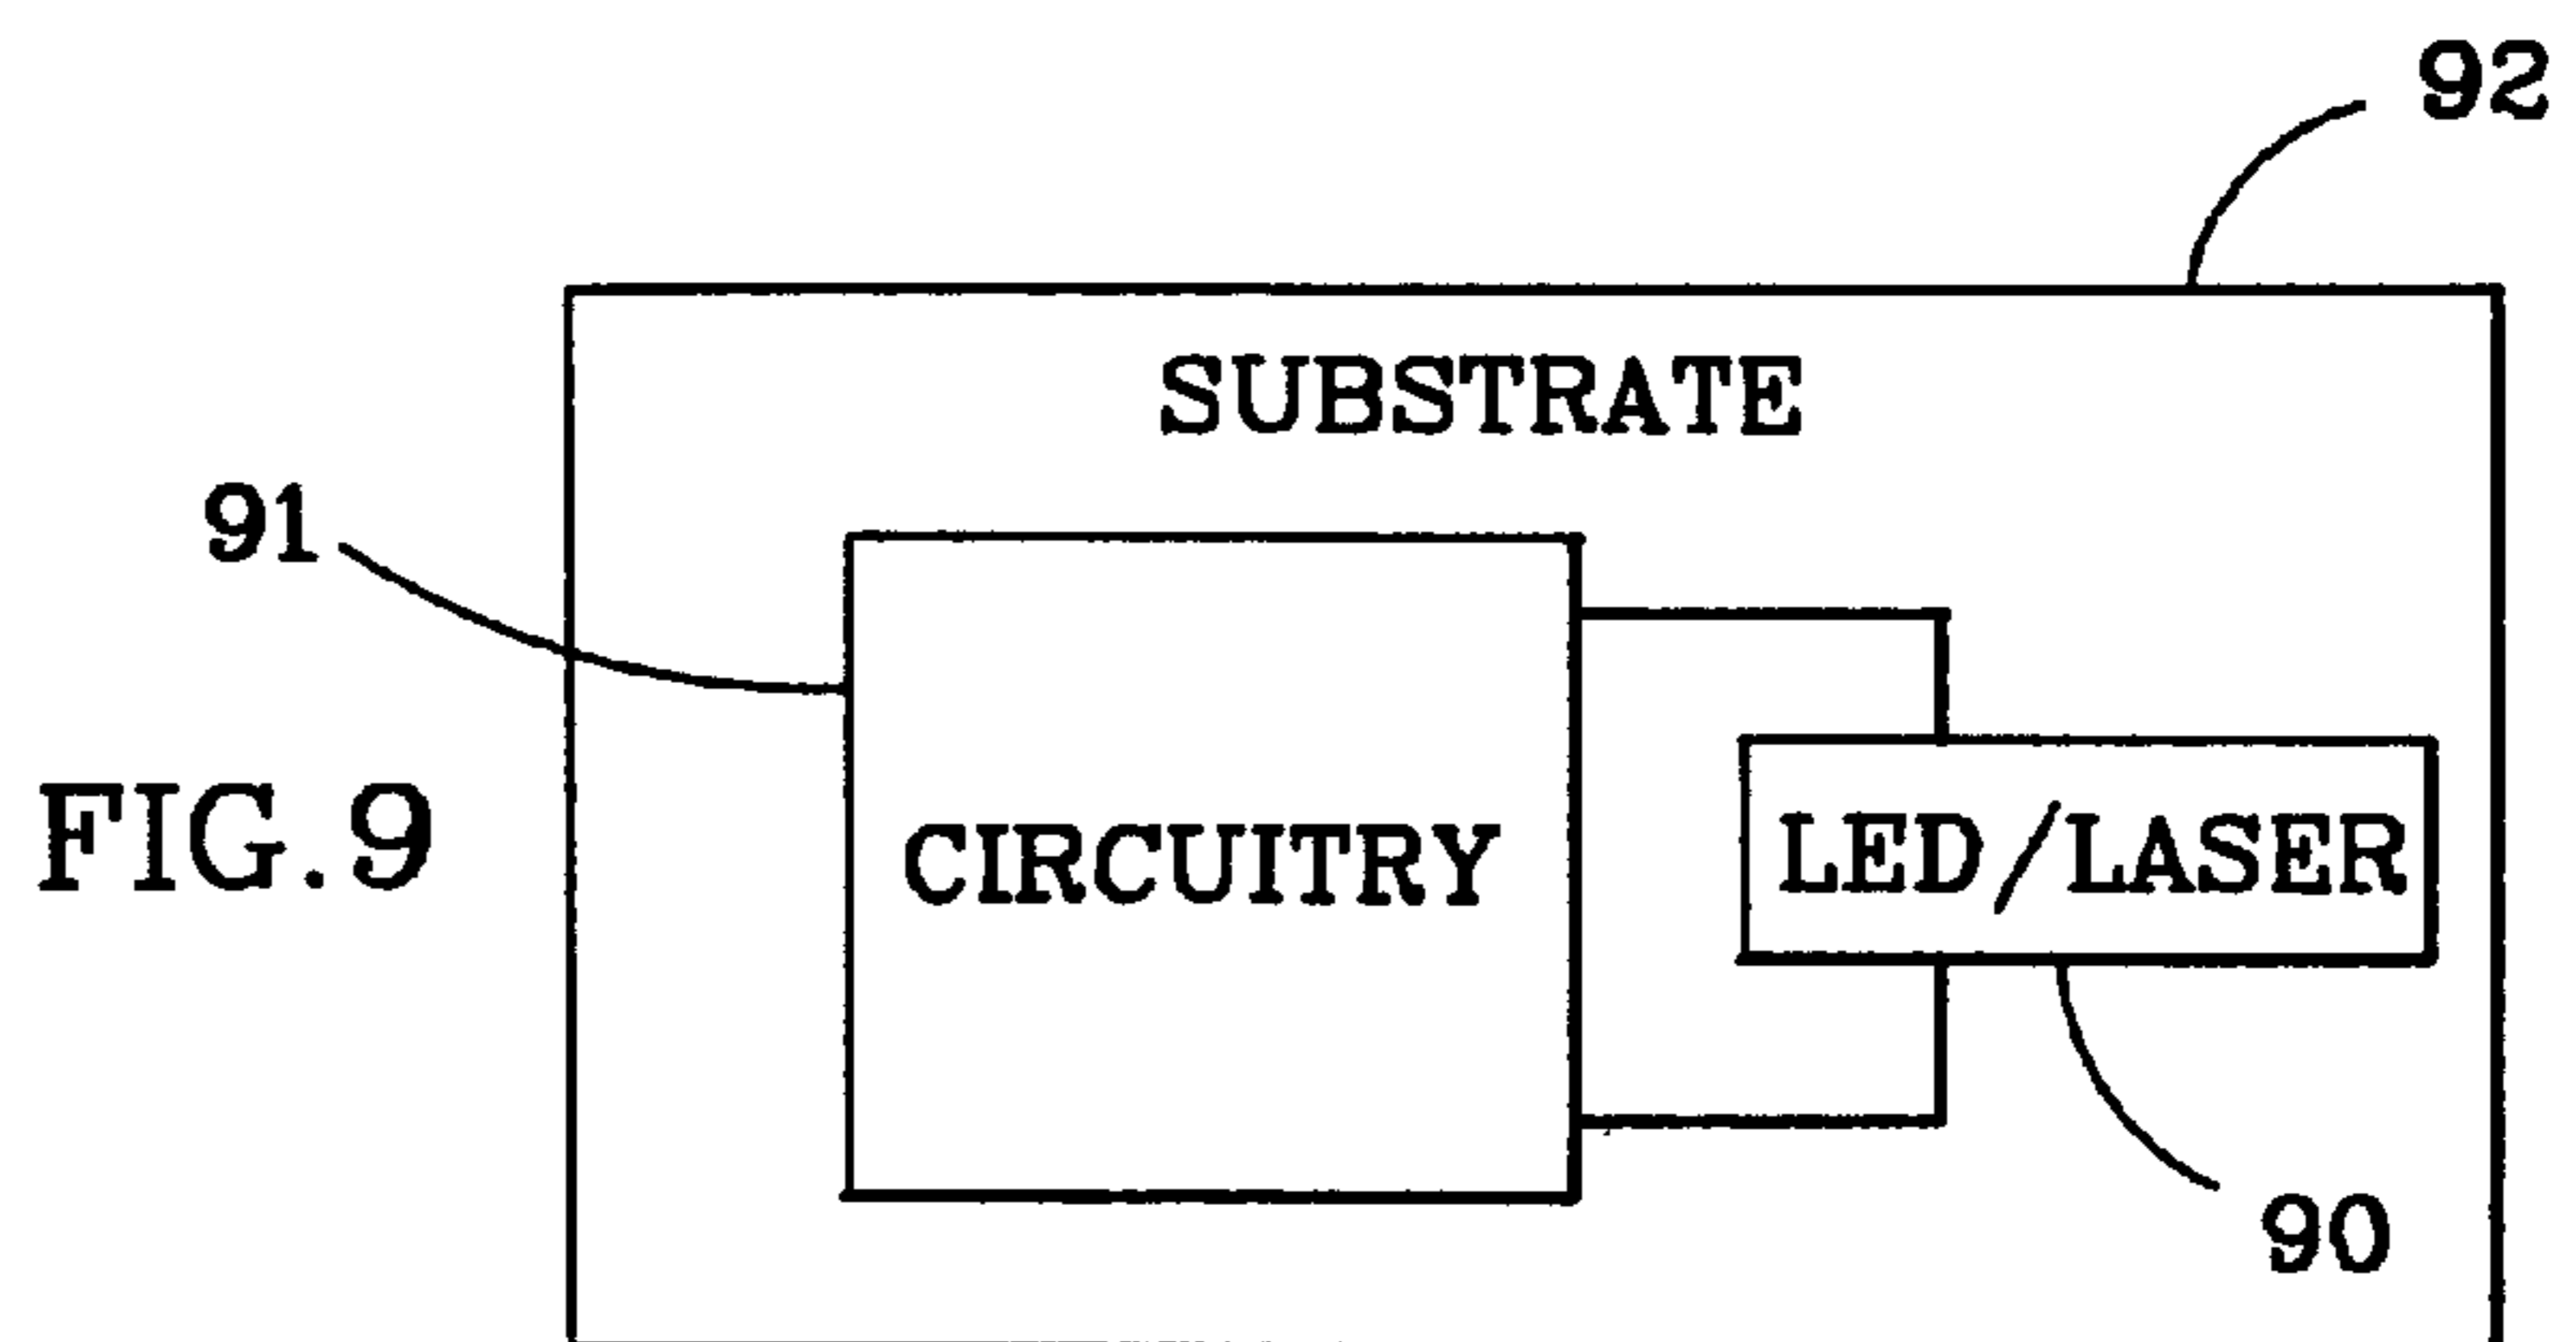 92
SUBSTRATE
91
FIG.9
CIRCUITRY
LED/LASER
90